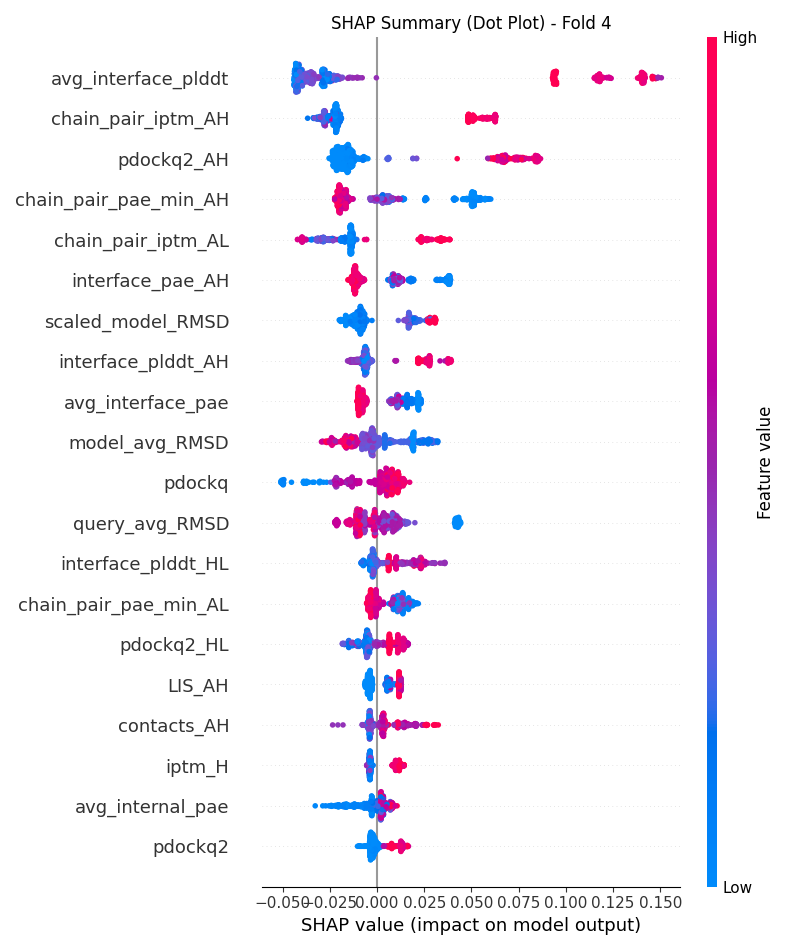 SHAP Summary (Dot Plot) - Fold 4
High
avg_interface_plddt
chain_pair_iptm_AH
pdockq2_AH
chain_pair_pae_min_AH
chain_pair_iptm_AL
interface_pae_AH
scaled_model_RMSD
interface_plddt_AH
avg_interface_pae
model_avg_RMSD
pdockq
query_avg_RMSD
interface_plddt_HL
chain_pair_pae_min_AL
pdockq2_HL
LIS_AH
contacts_AH
iptm_H
avg_internal_pae
pdockq2
Feature value
Low
−0.050 −0.025 0.000 0.025 0.050 0.075 0.100 0.125 0.150
SHAP value (impact on model output)